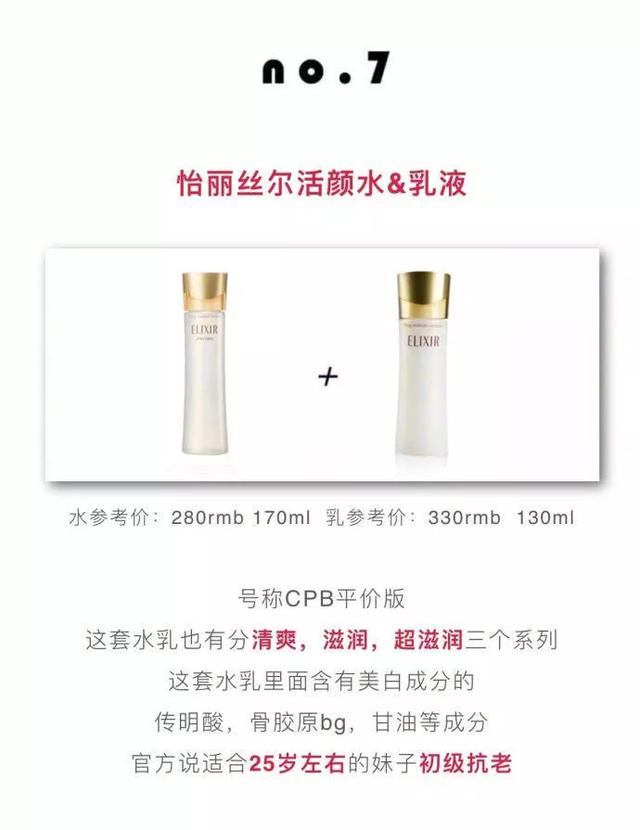 no.7
怡丽丝尔活颜水&乳液
ELIXIR
+
ELIXIR
水参考价：280rmb 170ml 乳参考价：330rmb 130ml
号称CPB平价版
这套水乳也有分清爽，滋润，超滋润三个系列
这套水乳里面含有美白成分的
传明酸，骨胶原bg，甘油等成分
官方说适合25岁左右的妹子初级抗老